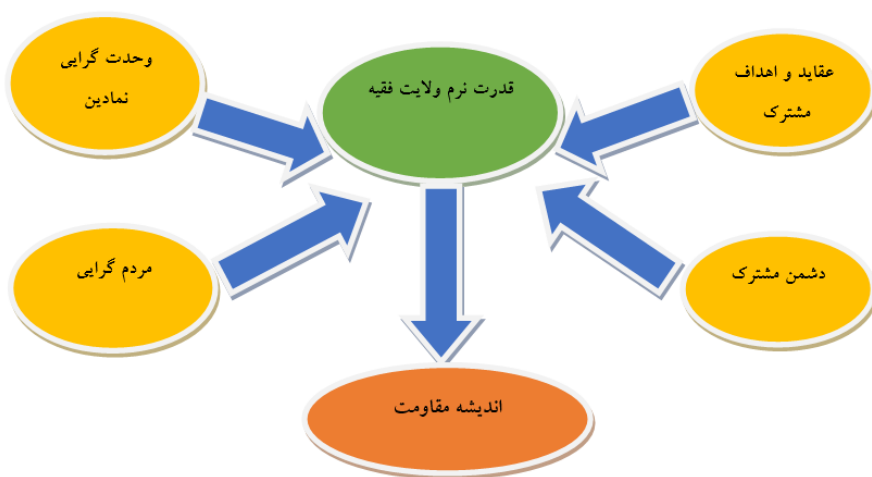 عقاید و اهداف
مشترک
قدرت نرم ولایت فقیه
وحدت گرایی
نمادین
دشمن مشترک
مردم گرایی
اندیشه مقاومت